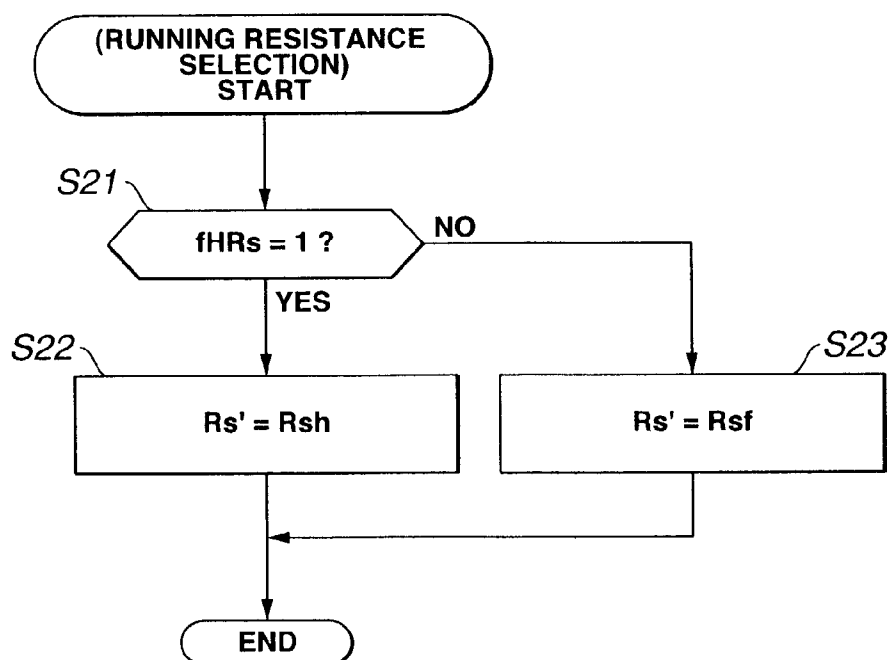 (RUNNING RESISTANCE
SELECTION)
START
S21
fHRs = 1 ?
NO
YES
S22
Rs' = Rsh
S23
Rs' = Rsf
END